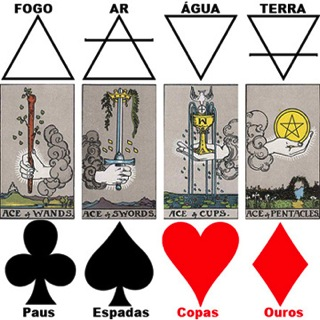 FOGO AR ÁGUA TERRA
ACE of WANDS. ACE of SWORDS. ACE of CUPS. ACE of PENTACLES.
Paus Espadas Copas Ouros